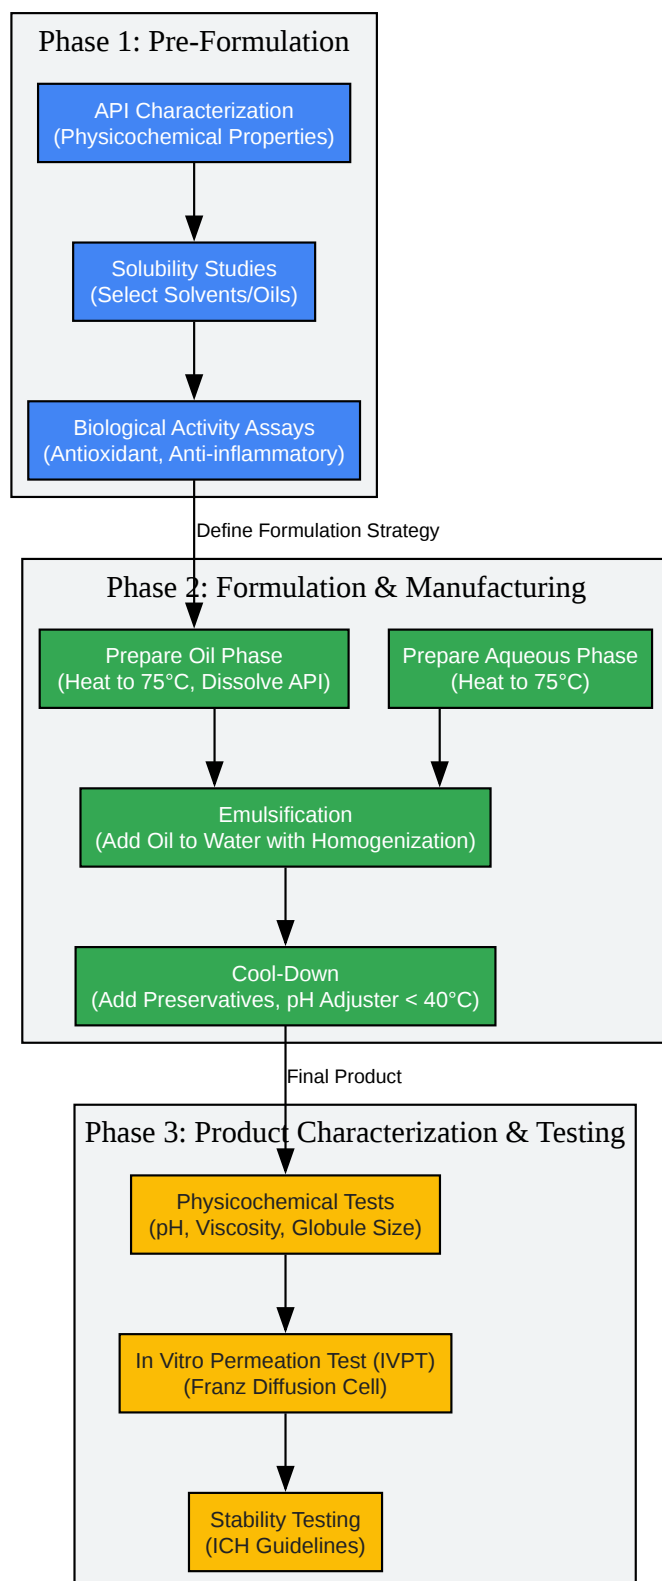 Phase 1: Pre-Formulation
API Characterization
(Physicochemical Properties)
Solubility Studies
(Select Solvents/Oils)
Biological Activity Assays
(Antioxidant, Anti-inflammatory)
Define Formulation Strategy
Phase 2: Formulation & Manufacturing
Prepare Oil Phase
(Heat to 75°C, Dissolve API)
Prepare Aqueous Phase
(Heat to 75°C)
Emulsification
(Add Oil to Water with Homogenization)
Cool-Down
(Add Preservatives, pH Adjuster < 40°C)
Final Product
Phase 3: Product Characterization & Testing
Physicochemical Tests
(pH, Viscosity, Globule Size)
In Vitro Permeation Test (IVPT)
(Franz Diffusion Cell)
Stability Testing
(ICH Guidelines)